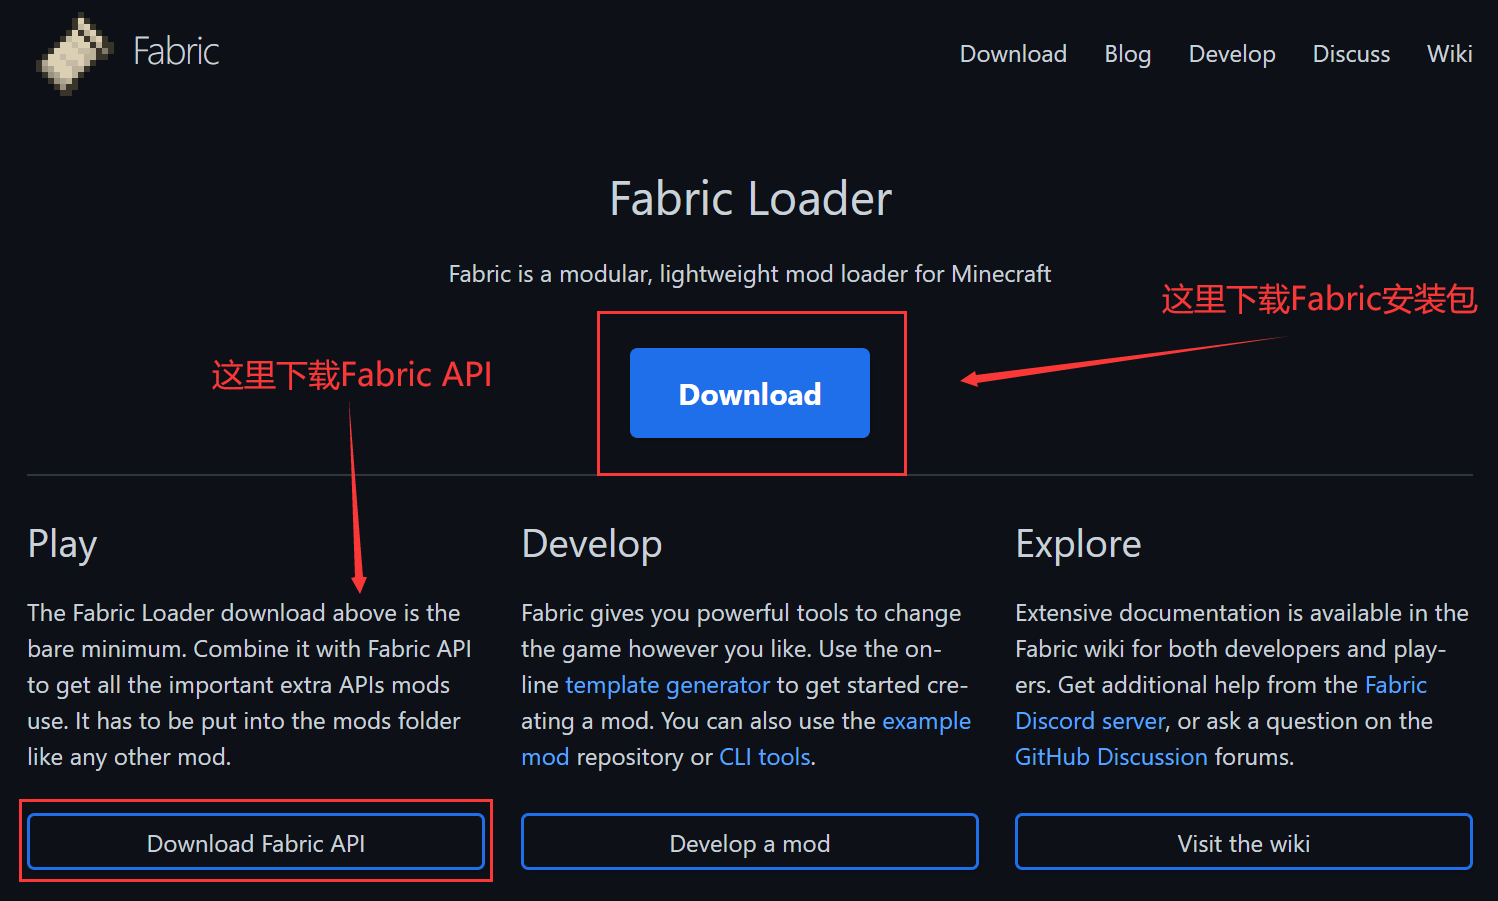 Fabric
Download Blog Develop Discuss Wiki
Fabric Loader
Fabric is a modular, lightweight mod loader for Minecraft
这里下载Fabric安装包
这里下载Fabric API
Download
Play
The Fabric Loader download above is the
bare minimum. Combine it with Fabric API
to get all the important extra APIs mods
use. It has to be put into the mods folder
like any other mod.
Download Fabric API
Develop
Fabric gives you powerful tools to change
the game however you like. Use the on-
line template generator to get started cre-
ating a mod. You can also use the example
mod repository or CLI tools.
Develop a mod
Explore
Extensive documentation is available in the
Fabric wiki for both developers and play-
ers. Get additional help from the Fabric
Discord server, or ask a question on the
GitHub Discussion forums.
Visit the wiki